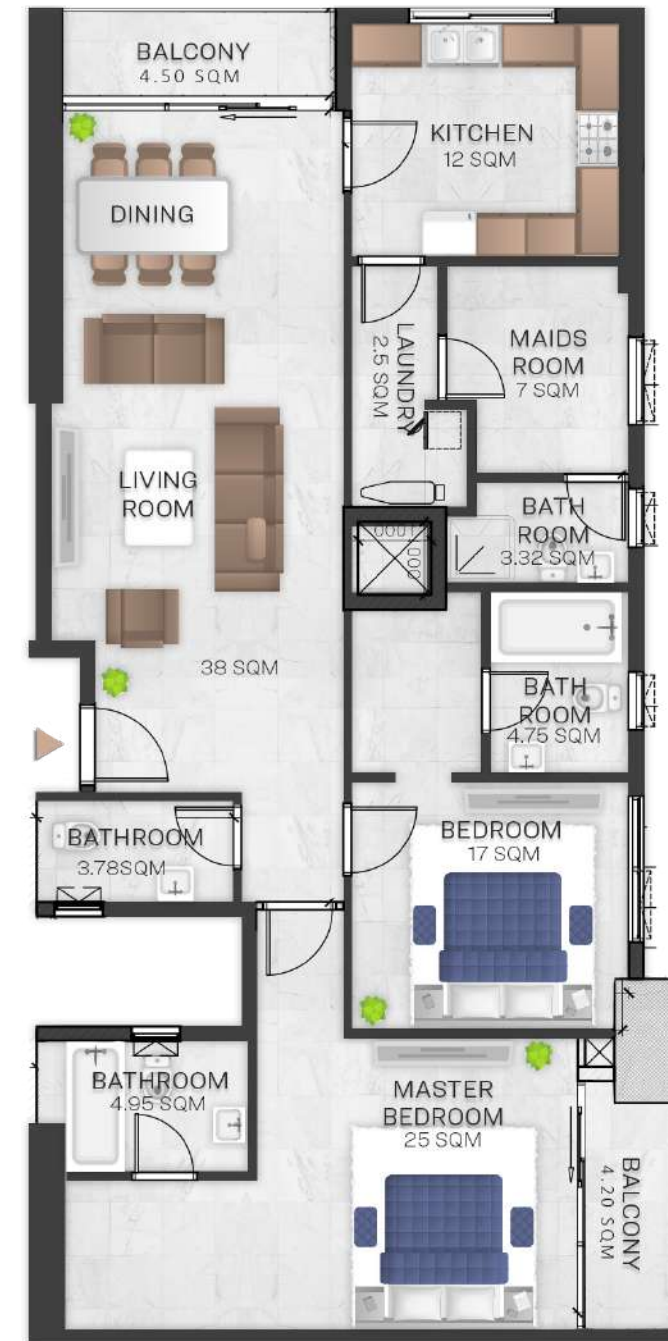 BALCONY
4.50 SQM
KITCHEN
12 SQM
DINING
LAUNDRY
2.5 SQM
MAIDS
ROOM
7 SQM
LIVING
ROOM
BATH
ROOM
3.32 SQM
1000
1000
38 SQM
BATH
ROOM
4.75 SQM
BATHROOM
3.78SQM
BEDROOM
17 SQM
BATHROOM
4.95 SQM
MASTER
BEDROOM
25 SQM
BALCONY
4.20 SQM